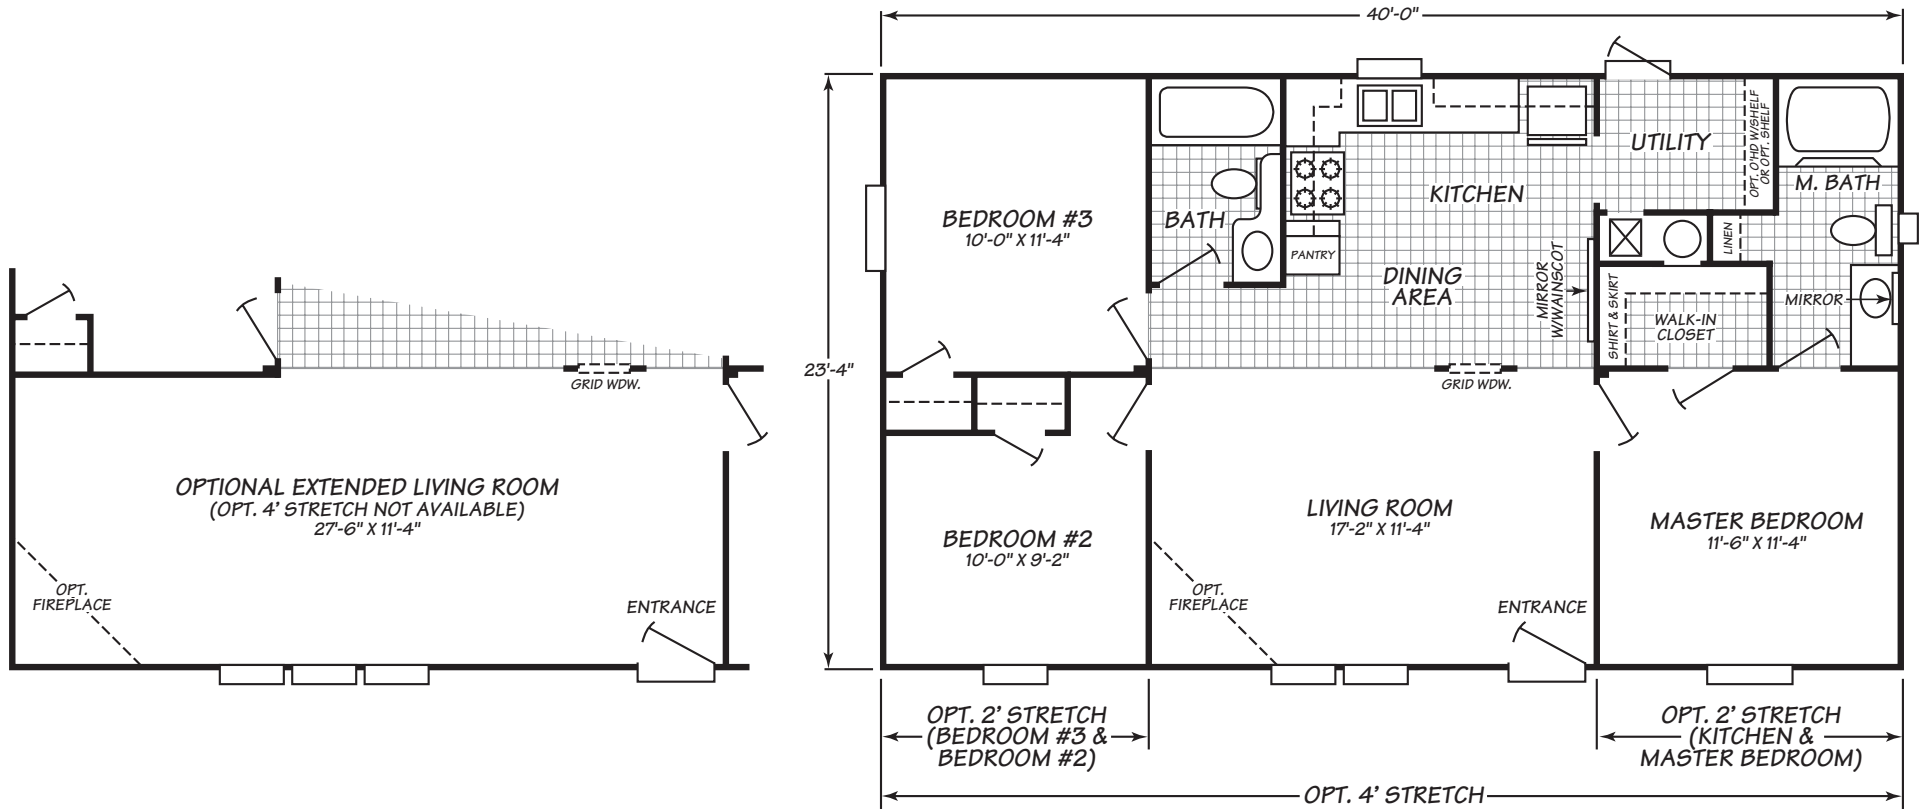 OPTIONAL EXTENDED LIVING ROOM
(OPT. 4' STRETCH NOT AVAILABLE)
27'-6" X 11'-4"
GRID WDW.
OPT.
FIREPLACE
ENTRANCE
40'-0"
23'-4"
BEDROOM #3
10'-0" X 11'-4"
BATH
KITCHEN
PANTRY
DINING
AREA
MIRROR
W/WAINSCOT
UTILITY
OPT. O'HD W/SHELF
OR OPT. SHELF
M. BATH
LINEN
MIRROR
SHIRT & SKIRT
WALK-IN
CLOSET
GRID WDW.
BEDROOM #2
10'-0" X 9'-2"
LIVING ROOM
17'-2" X 11'-4"
OPT.
FIREPLACE
ENTRANCE
MASTER BEDROOM
11'-6" X 11'-4"
OPT. 2' STRETCH
(BEDROOM #3 &
BEDROOM #2)
OPT. 2' STRETCH
(KITCHEN &
MASTER BEDROOM)
OPT. 4' STRETCH